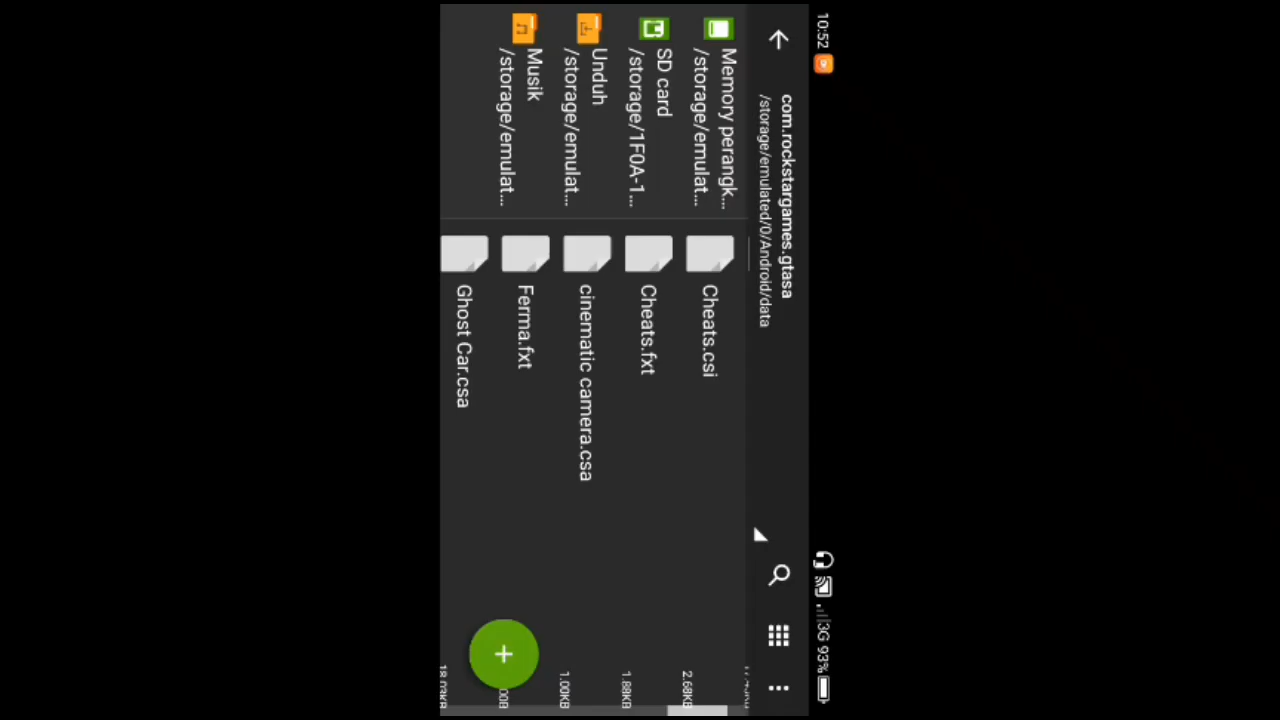 10:52
3G 93%
com.rockstargames.gtasa
/storage/emulated/0/Android/data
Memory perangk...
/storage/emulat...
SD card
/storage/1F0A-1...
Unduh
/storage/emulat...
Musik
/storage/emulat...
Cheats.csi
2.68KB
Cheats.fxt
1.88KB
cinematic camera.csa
1.00KB
Ferma.fxt
Ghost Car.csa
18.03KB
+